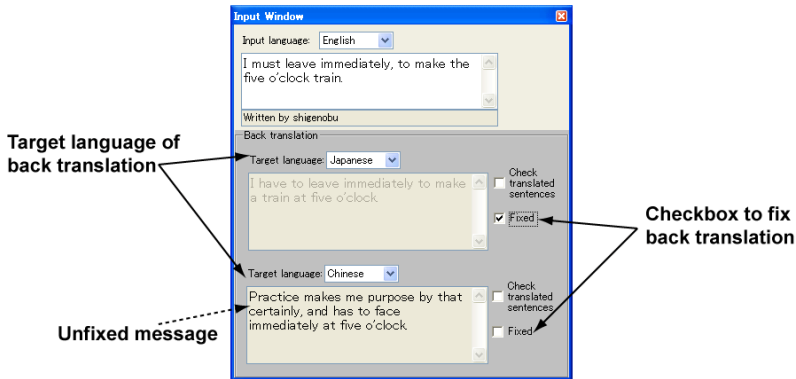 Input Window
Input language: English
I must leave immediately, to make the
five o'clock train.
Written by shigenobu
Back translation
Target language of
back translation
Target language: Japanese
I have to leave immediately to make
a train at five o'clock.
Check
translated
sentences
Fixed
Checkbox to fix
back translation
Target language: Chinese
Practice makes me purpose by that
certainly, and has to face
immediately at five o'clock.
Check
translated
sentences
Fixed
Unfixed message